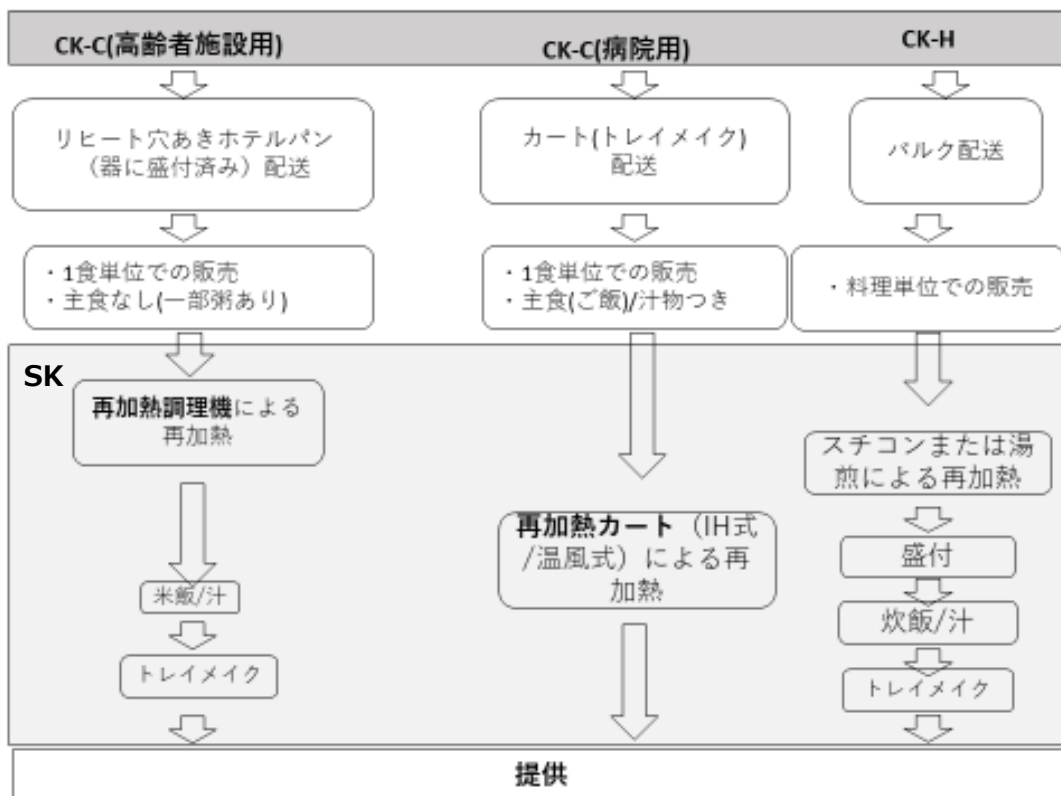 CK-C(高齢者施設用)
CK-C(病院用)
CK-H
リヒート穴あきホテルパン
（器に盛付済み）配送
カート(トレイメイク)
配送
バルク配送
・1食単位での販売
・主食なし(一部粥あり)
・1食単位での販売
・主食(ご飯)/汁物つき
・料理単位での販売
SK
再加熱調理機による
再加熱
米飯/汁
トレイメイク
再加熱カート（IH式
/温風式）による再
加熱
スチコンまたは湯
煎による再加熱
盛付
炊飯/汁
トレイメイク
提供